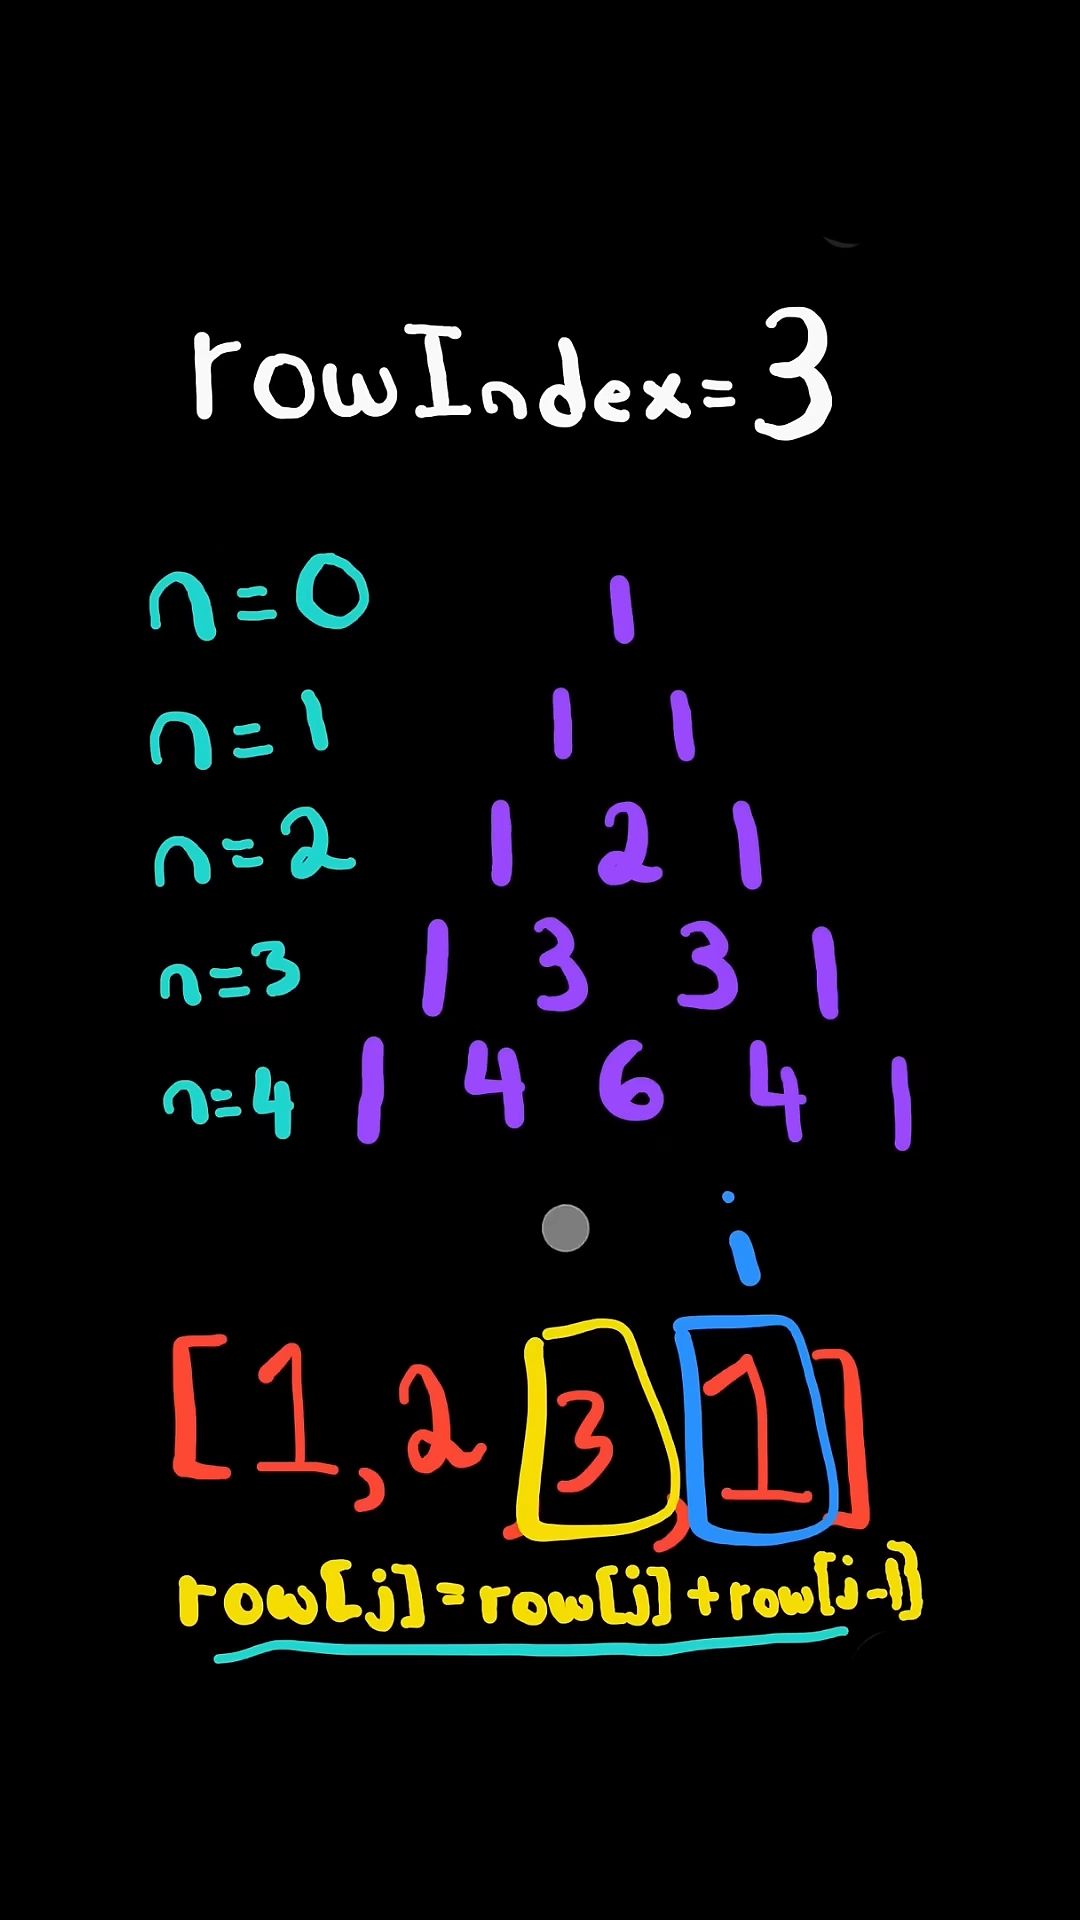 rowIndex=3
n=0 1
n=1 1 1
n=2 1 2 1
n=3 1 3 3 1
n=4 1 4 6 4 1
i
[1,2,3,1]
row[j]=row[j]+row[j-1]